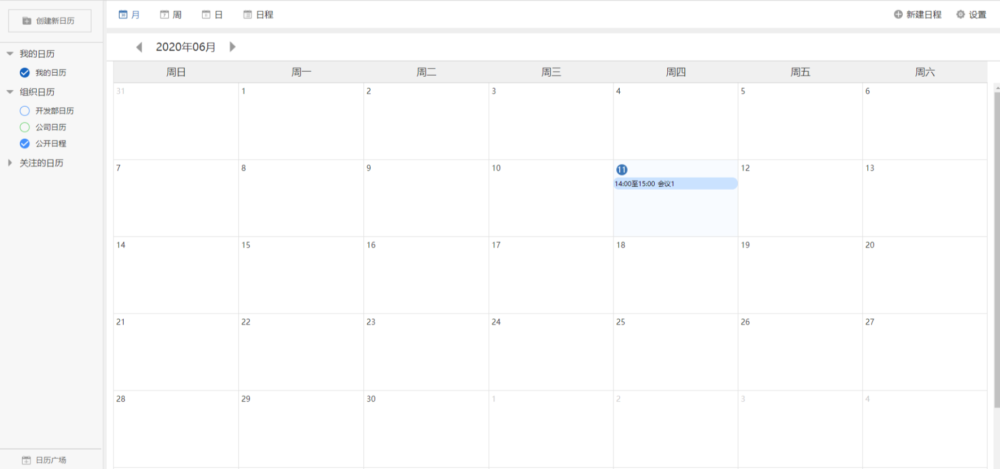 创建新日历
月 周 日 日程 新建日程 设置
2020年06月
我的日历
我的日历
组织日历
开发部日历
公司日历
公开日程
关注的日历
日历广场
周日 周一 周二 周三 周四 周五 周六
31 1 2 3 4 5 6
7 8 9 10 11 12 13
14:00至15:00 会议1
14 15 16 17 18 19 20
21 22 23 24 25 26 27
28 29 30 1 2 3 4